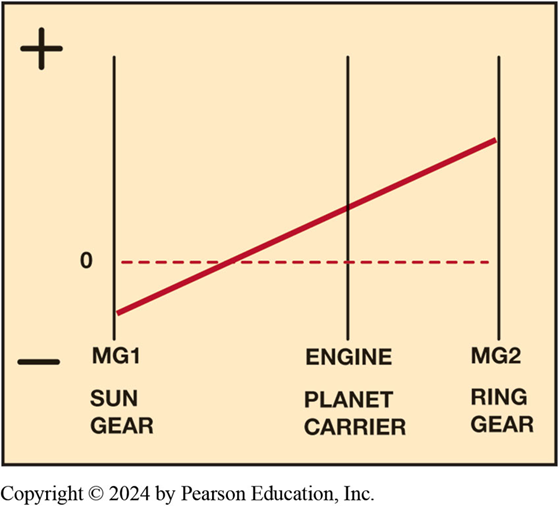 +
0
−
MG1
SUN
GEAR
ENGINE
PLANET
CARRIER
MG2
RING
GEAR
Copyright © 2024 by Pearson Education, Inc.